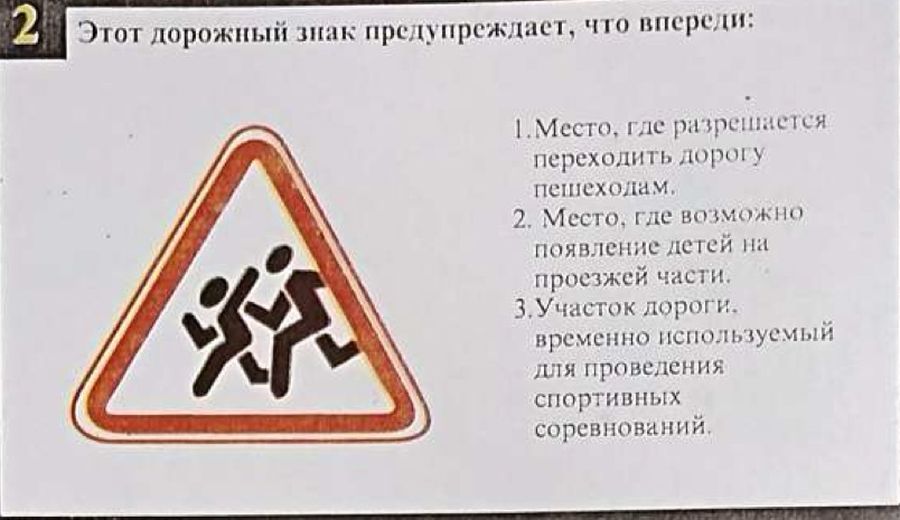 2
Этот дорожный знак предупреждает, что впереди:
1.Место, где разрешается
переходить дорогу
пешеходам.
2. Место, где возможно
появление детей на
проезжей части.
3.Участок дороги,
временно используемый
для проведения
спортивных
соревнований.